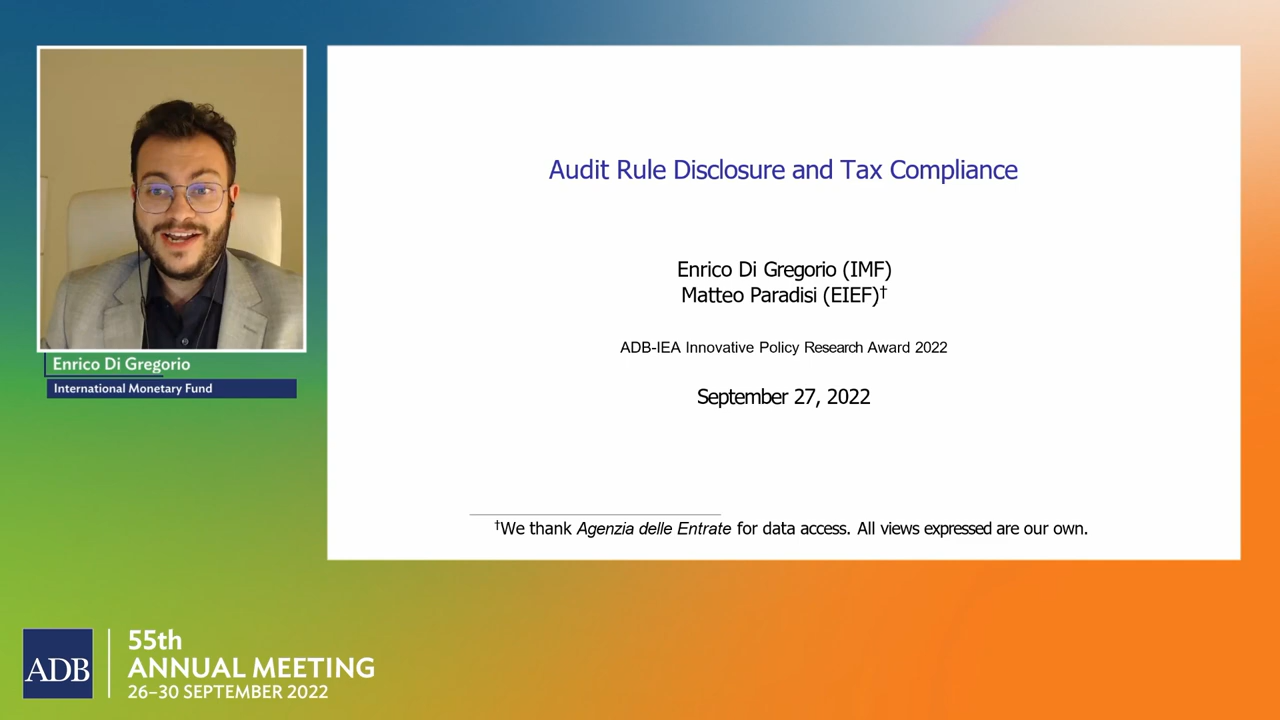 Enrico Di Gregorio
International Monetary Fund
Audit Rule Disclosure and Tax Compliance
Enrico Di Gregorio (IMF)
Matteo Paradisi (EIEF)†
ADB-IEA Innovative Policy Research Award 2022
September 27, 2022
†We thank Agenzia delle Entrate for data access. All views expressed are our own.
ADB
55th
ANNUAL MEETING
26–30 SEPTEMBER 2022